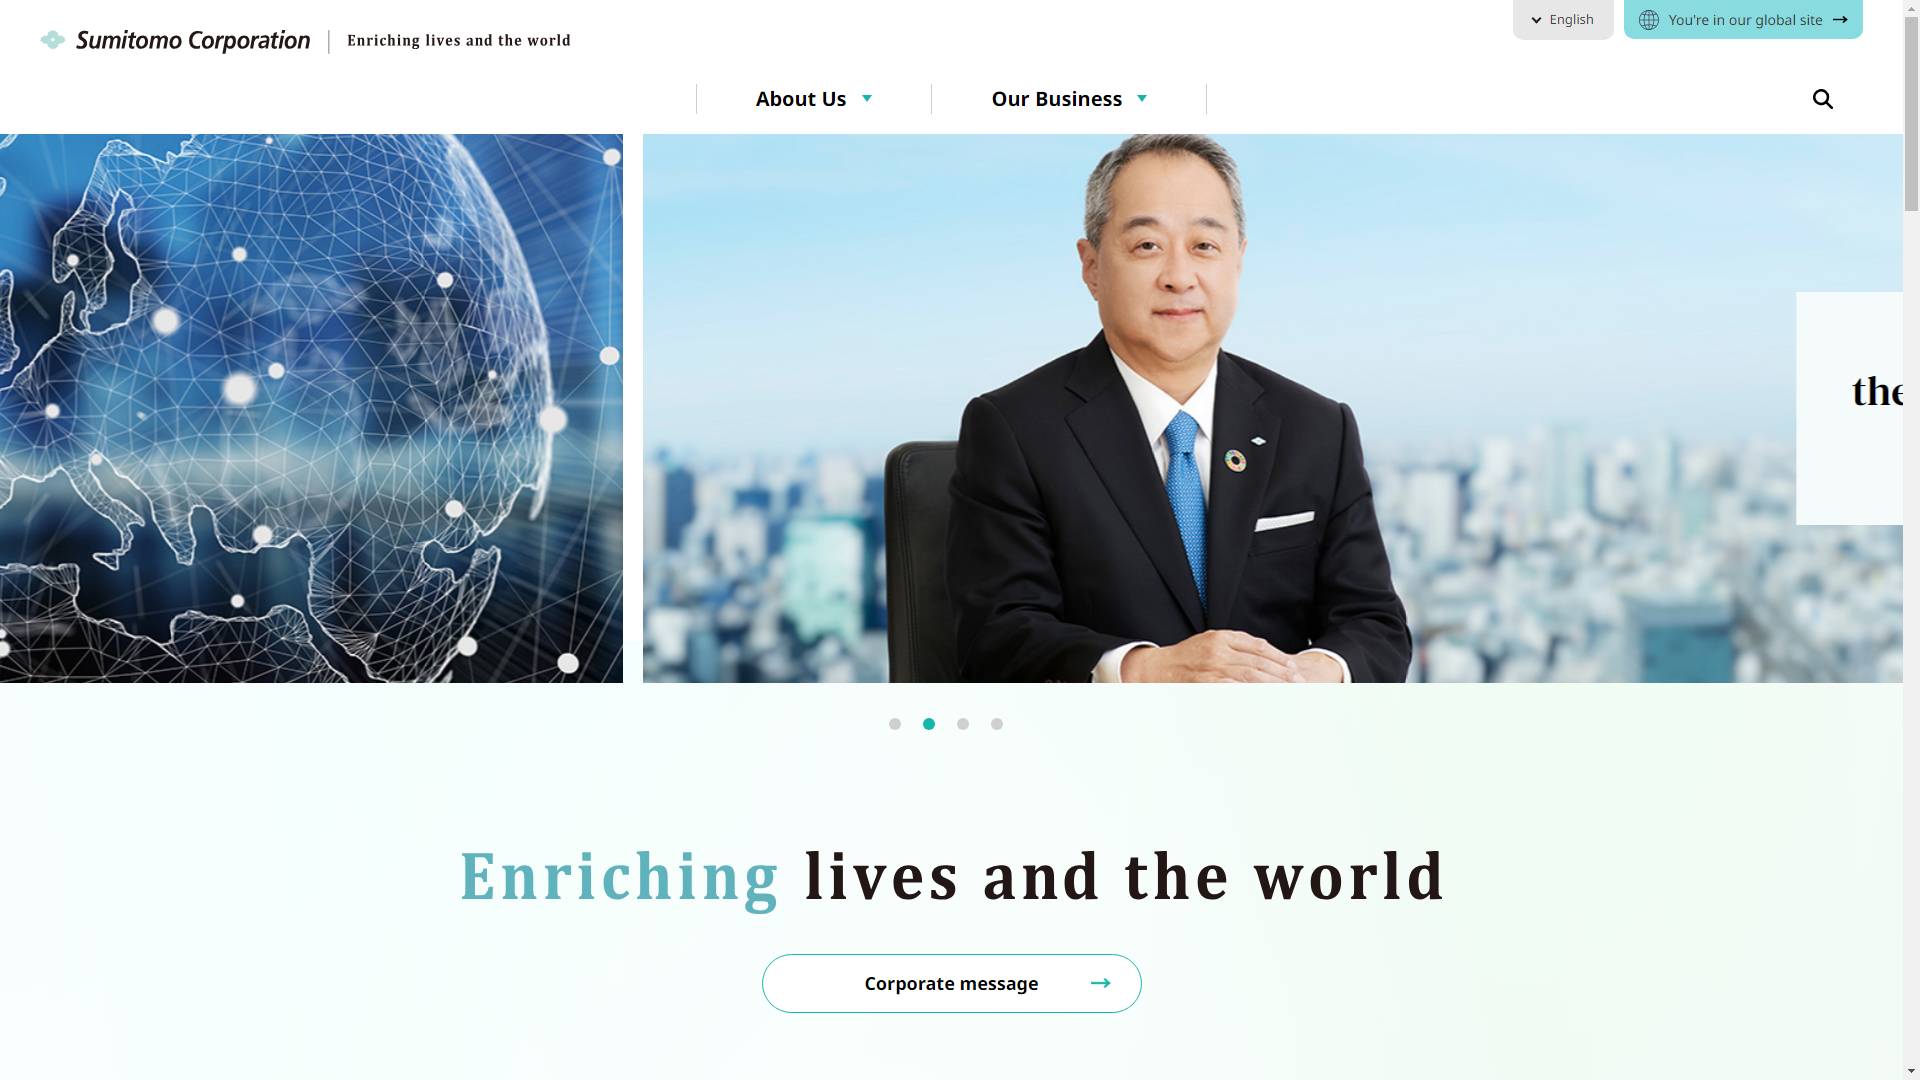 Sumitomo Corporation
Enriching lives and the world
English
You're in our global site
About Us
Our Business
the
Enriching lives and the world
Corporate message